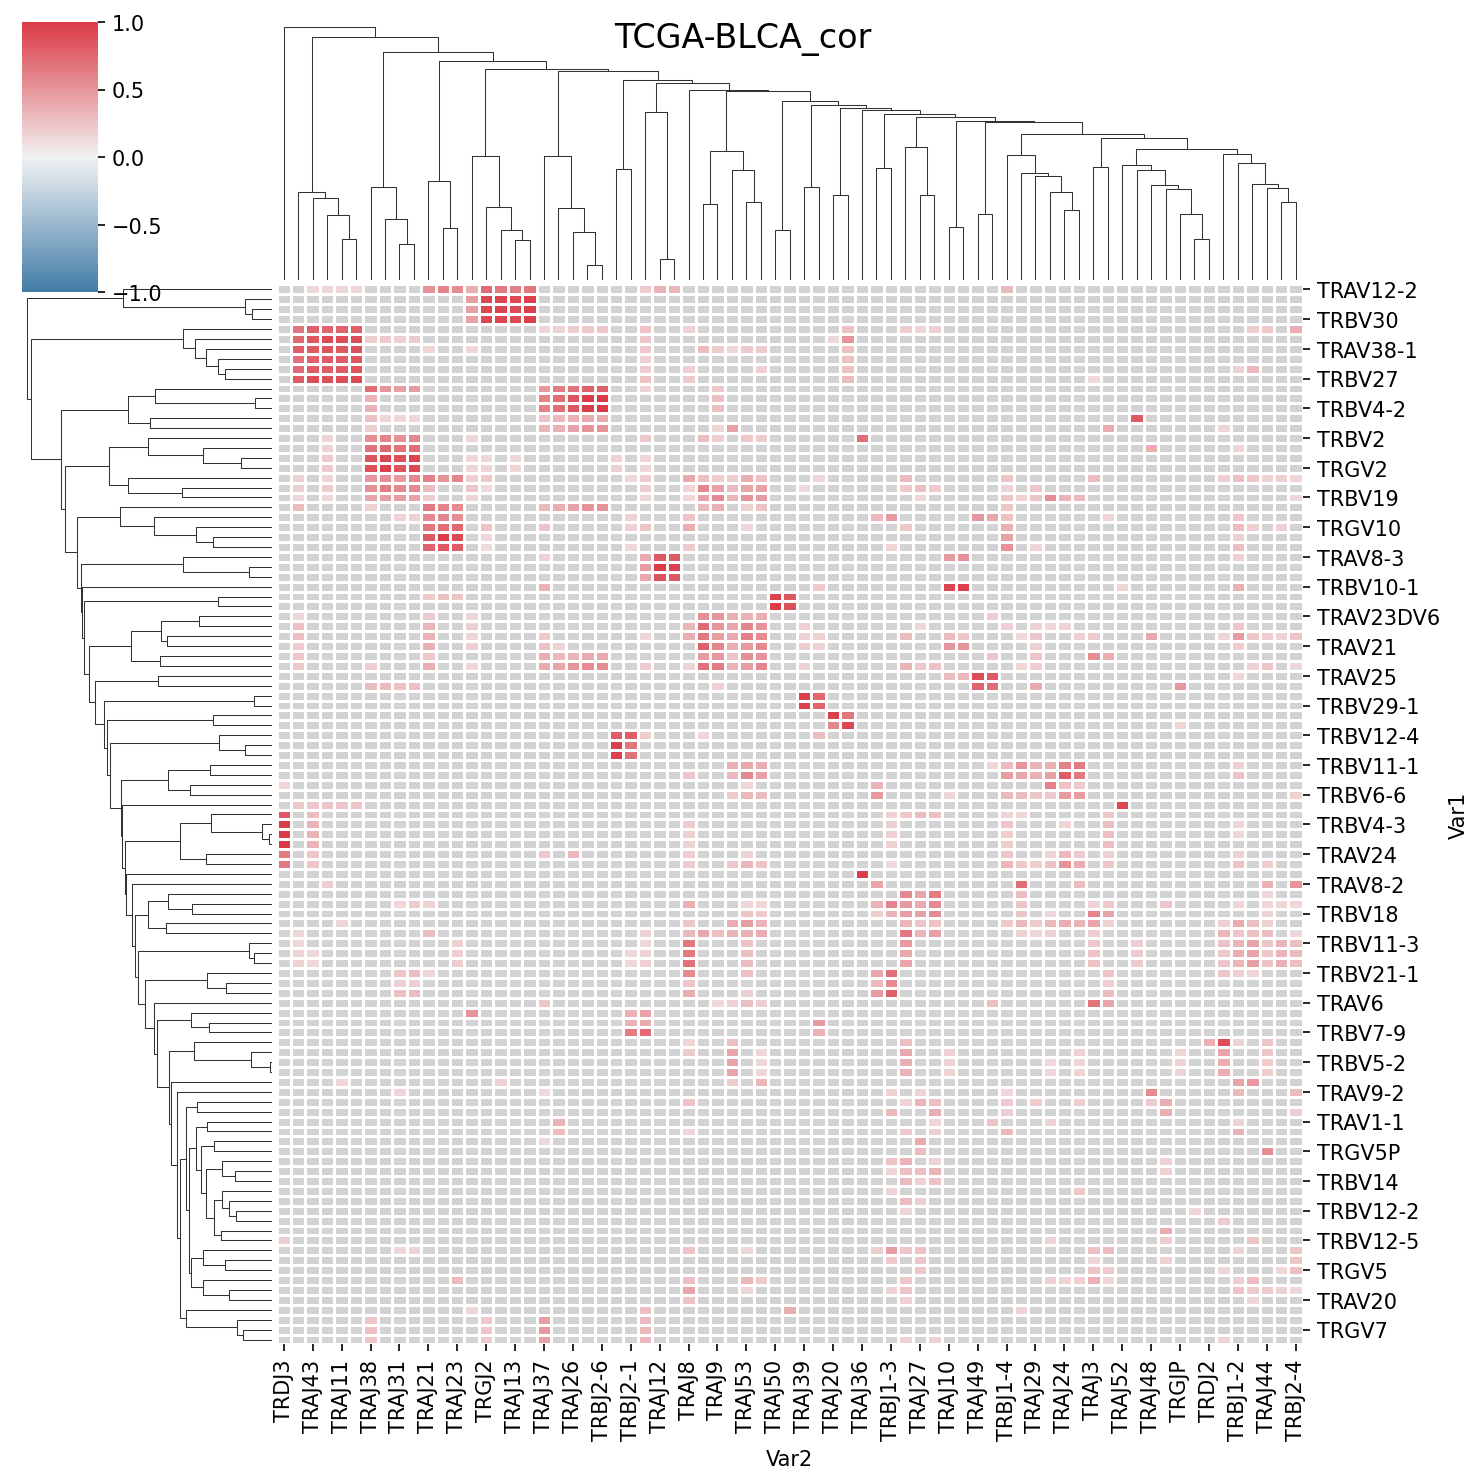 TCGA-BLCA_cor
1.0
0.5
0.0
−0.5
−1.0
TRAV12-2
TRBV30
TRAV38-1
TRBV27
TRBV4-2
TRBV2
TRGV2
TRBV19
TRGV10
TRAV8-3
TRBV10-1
TRAV23DV6
TRAV21
TRAV25
TRBV29-1
TRBV12-4
TRBV11-1
TRBV6-6
TRBV4-3
TRAV24
TRAV8-2
TRBV18
TRBV11-3
TRBV21-1
TRAV6
TRBV7-9
TRBV5-2
TRAV9-2
TRAV1-1
TRGV5P
TRBV14
TRBV12-2
TRBV12-5
TRGV5
TRAV20
TRGV7
Var1
TRDJ3
TRAJ43
TRAJ11
TRAJ38
TRAJ31
TRAJ21
TRAJ23
TRGJ2
TRAJ13
TRAJ37
TRAJ26
TRBJ2-6
TRBJ2-1
TRAJ12
TRAJ8
TRAJ9
TRAJ53
TRAJ50
TRAJ39
TRAJ20
TRAJ36
TRBJ1-3
TRAJ27
TRAJ10
TRAJ49
TRBJ1-4
TRAJ29
TRAJ24
TRAJ3
TRAJ52
TRAJ48
TRGJP
TRDJ2
TRBJ1-2
TRAJ44
TRBJ2-4
Var2